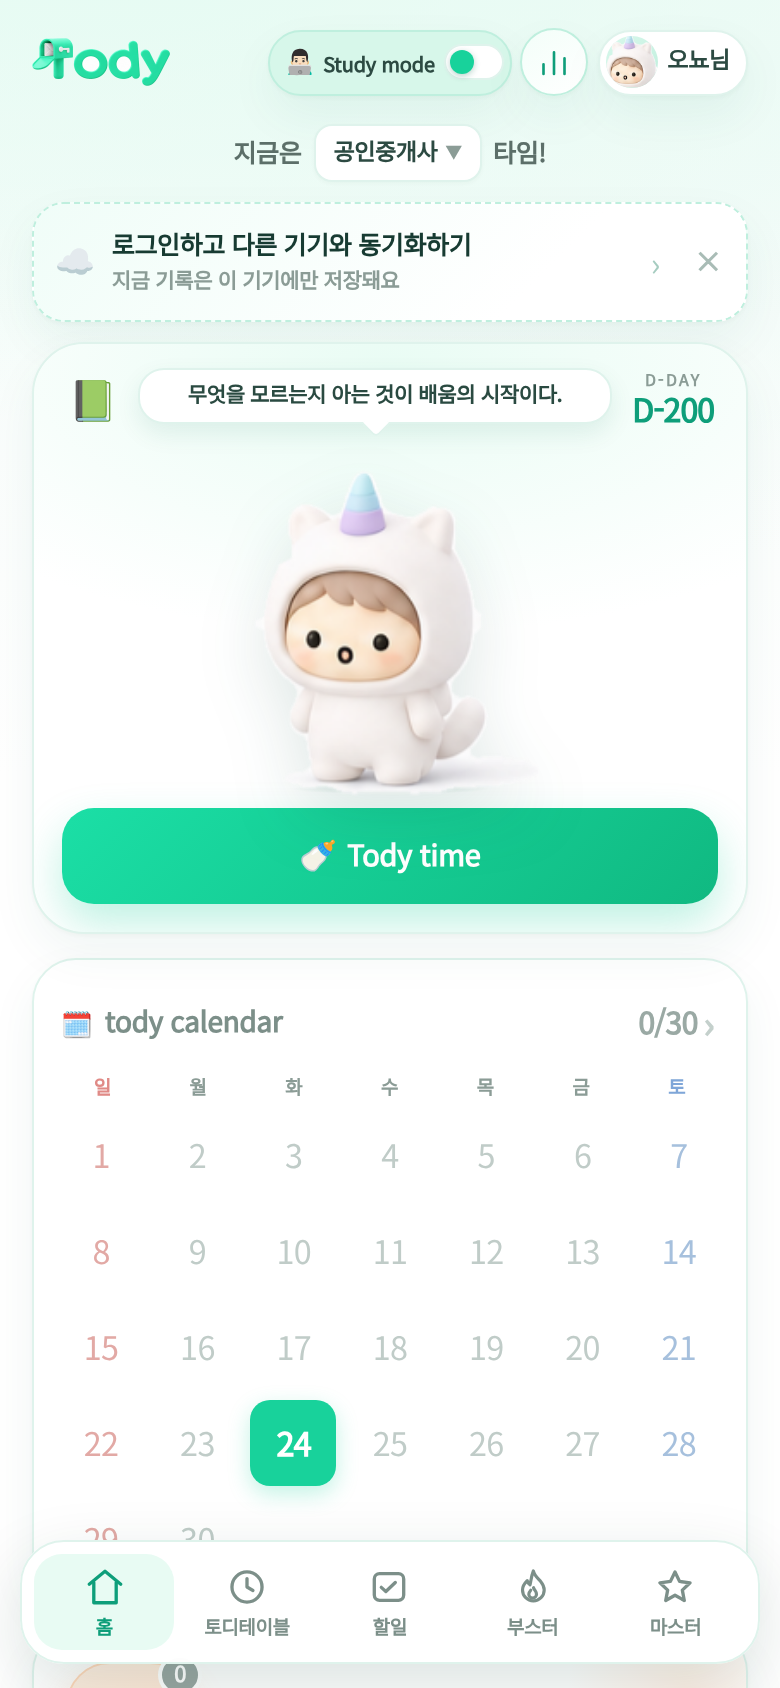 Tody
Study mode
오뇨님
지금은 공인중개사 ▼ 타임!
로그인하고 다른 기기와 동기화하기
지금 기록은 이 기기에만 저장돼요
무엇을 모르는지 아는 것이 배움의 시작이다.
D-DAY
D-200
Tody time
tody calendar
0/30
일 월 화 수 목 금 토
1 2 3 4 5 6 7
8 9 10 11 12 13 14
15 16 17 18 19 20 21
22 23 24 25 26 27 28
29 30
홈 토디테이블 할일 부스터 마스터
0